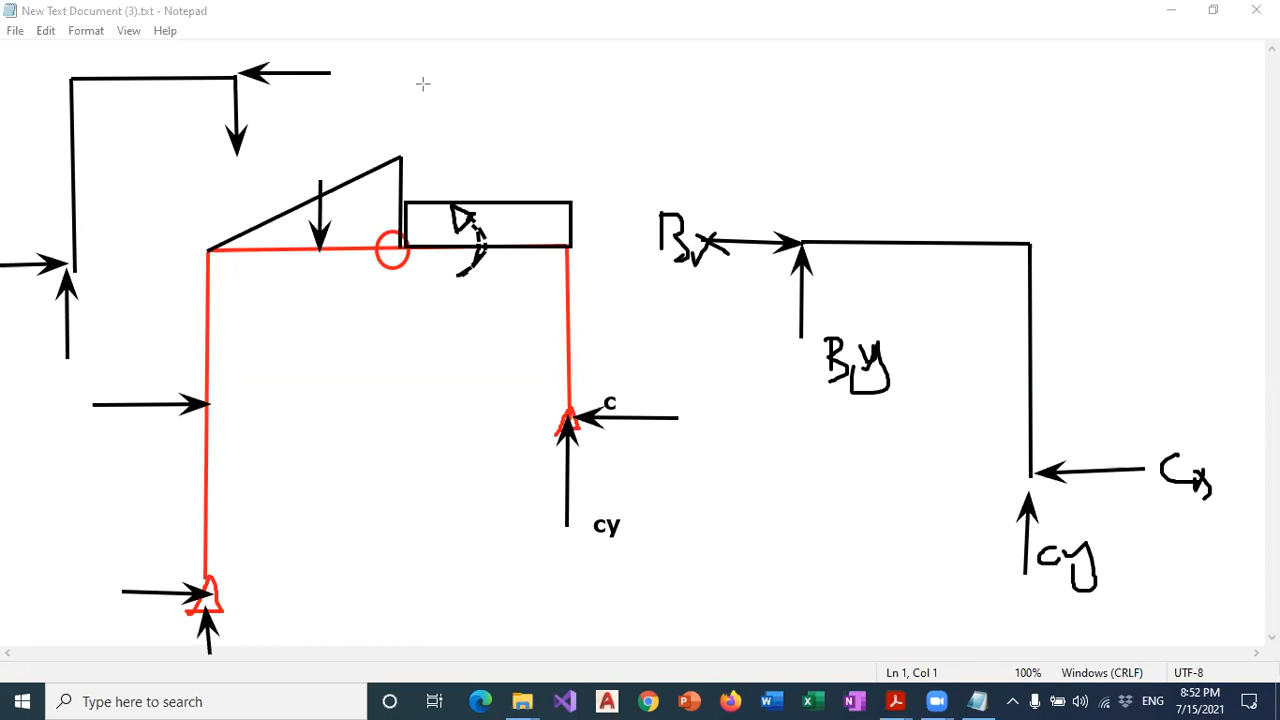 New Text Document (3).txt - Notepad
File Edit Format View Help
Bx
By
c
cy
Cx
cy
Ln 1, Col 1 100% Windows (CRLF) UTF-8
Type here to search
ENG
8:52 PM
7/15/2021